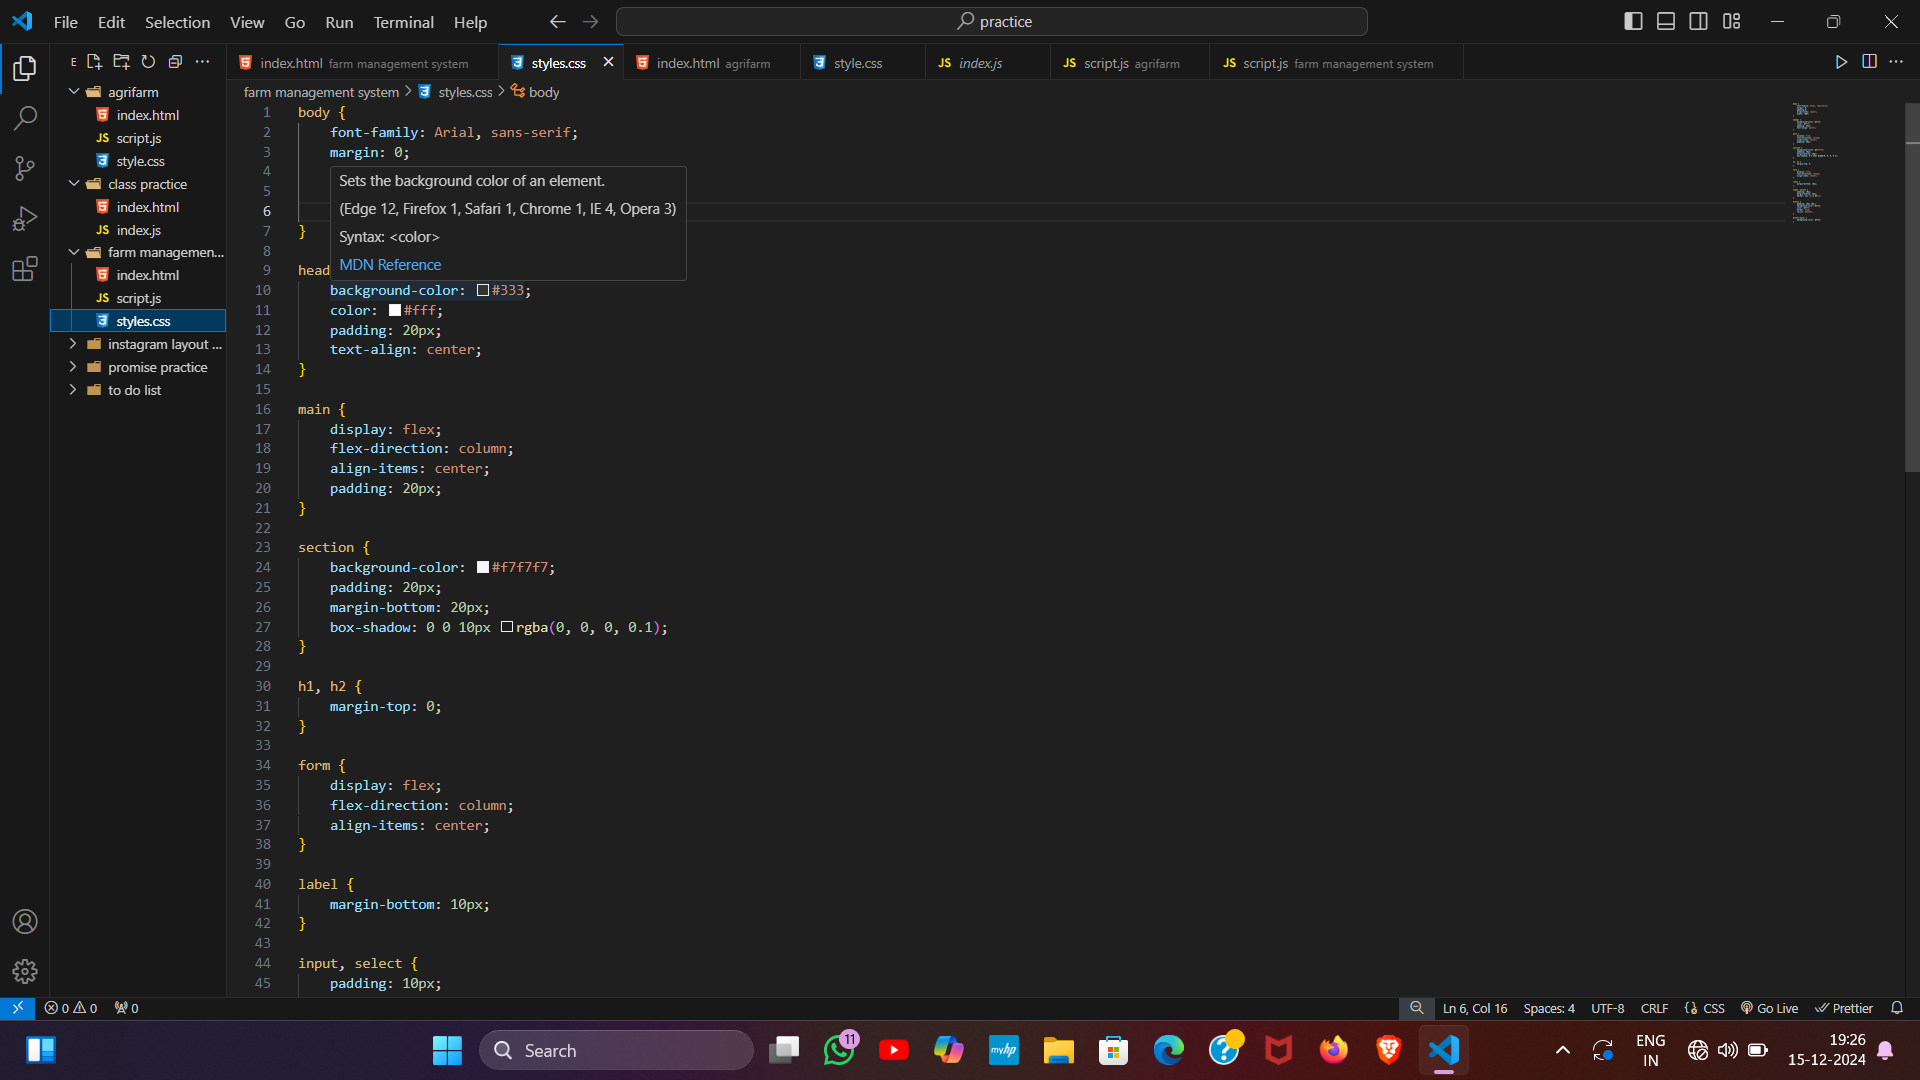 File Edit Selection View Go Run Terminal Help
practice
E
index.html farm management system
styles.css
index.html agrifarm
style.css
JS index.js
JS script.js agrifarm
JS script.js farm management system
farm management system > styles.css > body
agrifarm
index.html
JS script.js
style.css
class practice
index.html
JS index.js
farm managemen...
index.html
JS script.js
styles.css
instagram layout ...
promise practice
to do list
1 body {
2 font-family: Arial, sans-serif;
3 margin: 0;
4
5
6
7 }
8
9 head
Sets the background color of an element.
(Edge 12, Firefox 1, Safari 1, Chrome 1, IE 4, Opera 3)
Syntax: <color>
MDN Reference
10 background-color: #333;
11 color: #fff;
12 padding: 20px;
13 text-align: center;
14 }
15
16 main {
17 display: flex;
18 flex-direction: column;
19 align-items: center;
20 padding: 20px;
21 }
22
23 section {
24 background-color: #f7f7f7;
25 padding: 20px;
26 margin-bottom: 20px;
27 box-shadow: 0 0 10px rgba(0, 0, 0, 0.1);
28 }
29
30 h1, h2 {
31 margin-top: 0;
32 }
33
34 form {
35 display: flex;
36 flex-direction: column;
37 align-items: center;
38 }
39
40 label {
41 margin-bottom: 10px;
42 }
43
44 input, select {
45 padding: 10px;
0 0 0
Ln 6, Col 16 Spaces: 4 UTF-8 CRLF {} CSS Go Live Prettier
Search
11
myhp
ENG
IN
19:26
15-12-2024